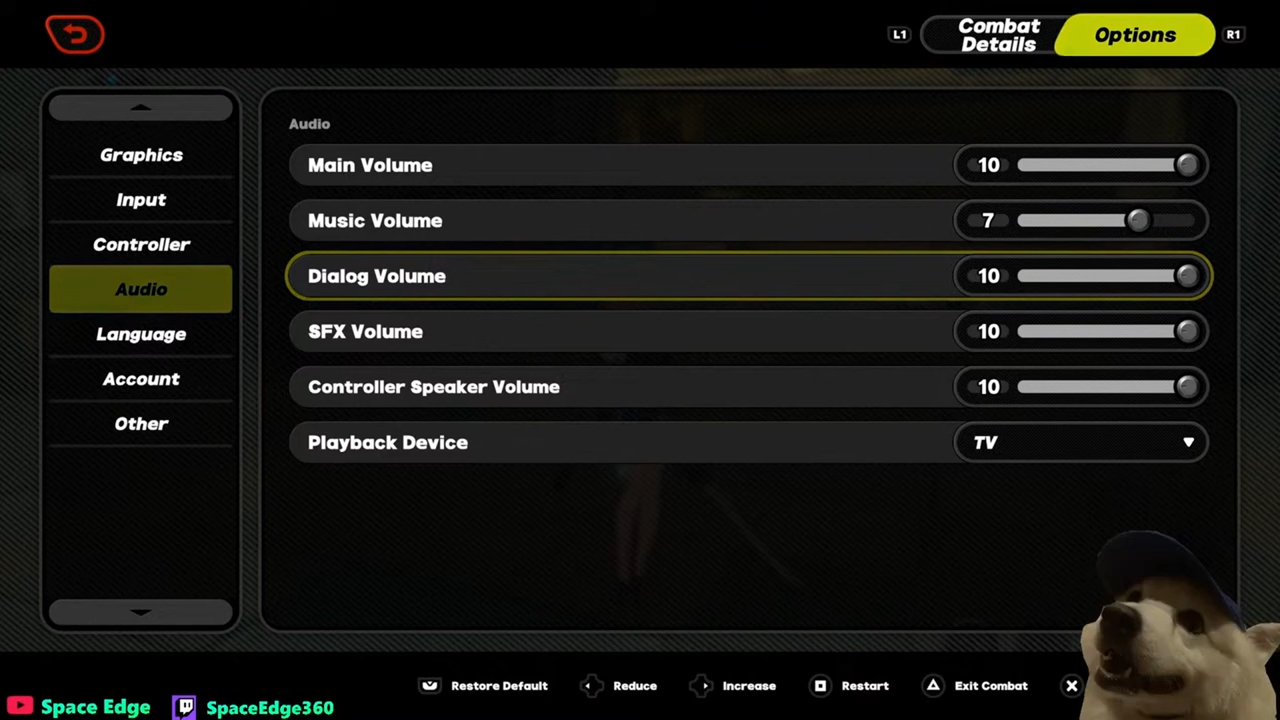 L1
Combat
Details
Options
R1
Graphics
Input
Controller
Audio
Language
Account
Other
Audio
Main Volume 10
Music Volume 7
Dialog Volume 10
SFX Volume 10
Controller Speaker Volume 10
Playback Device TV
Restore Default Reduce Increase Restart Exit Combat
Space Edge SpaceEdge360